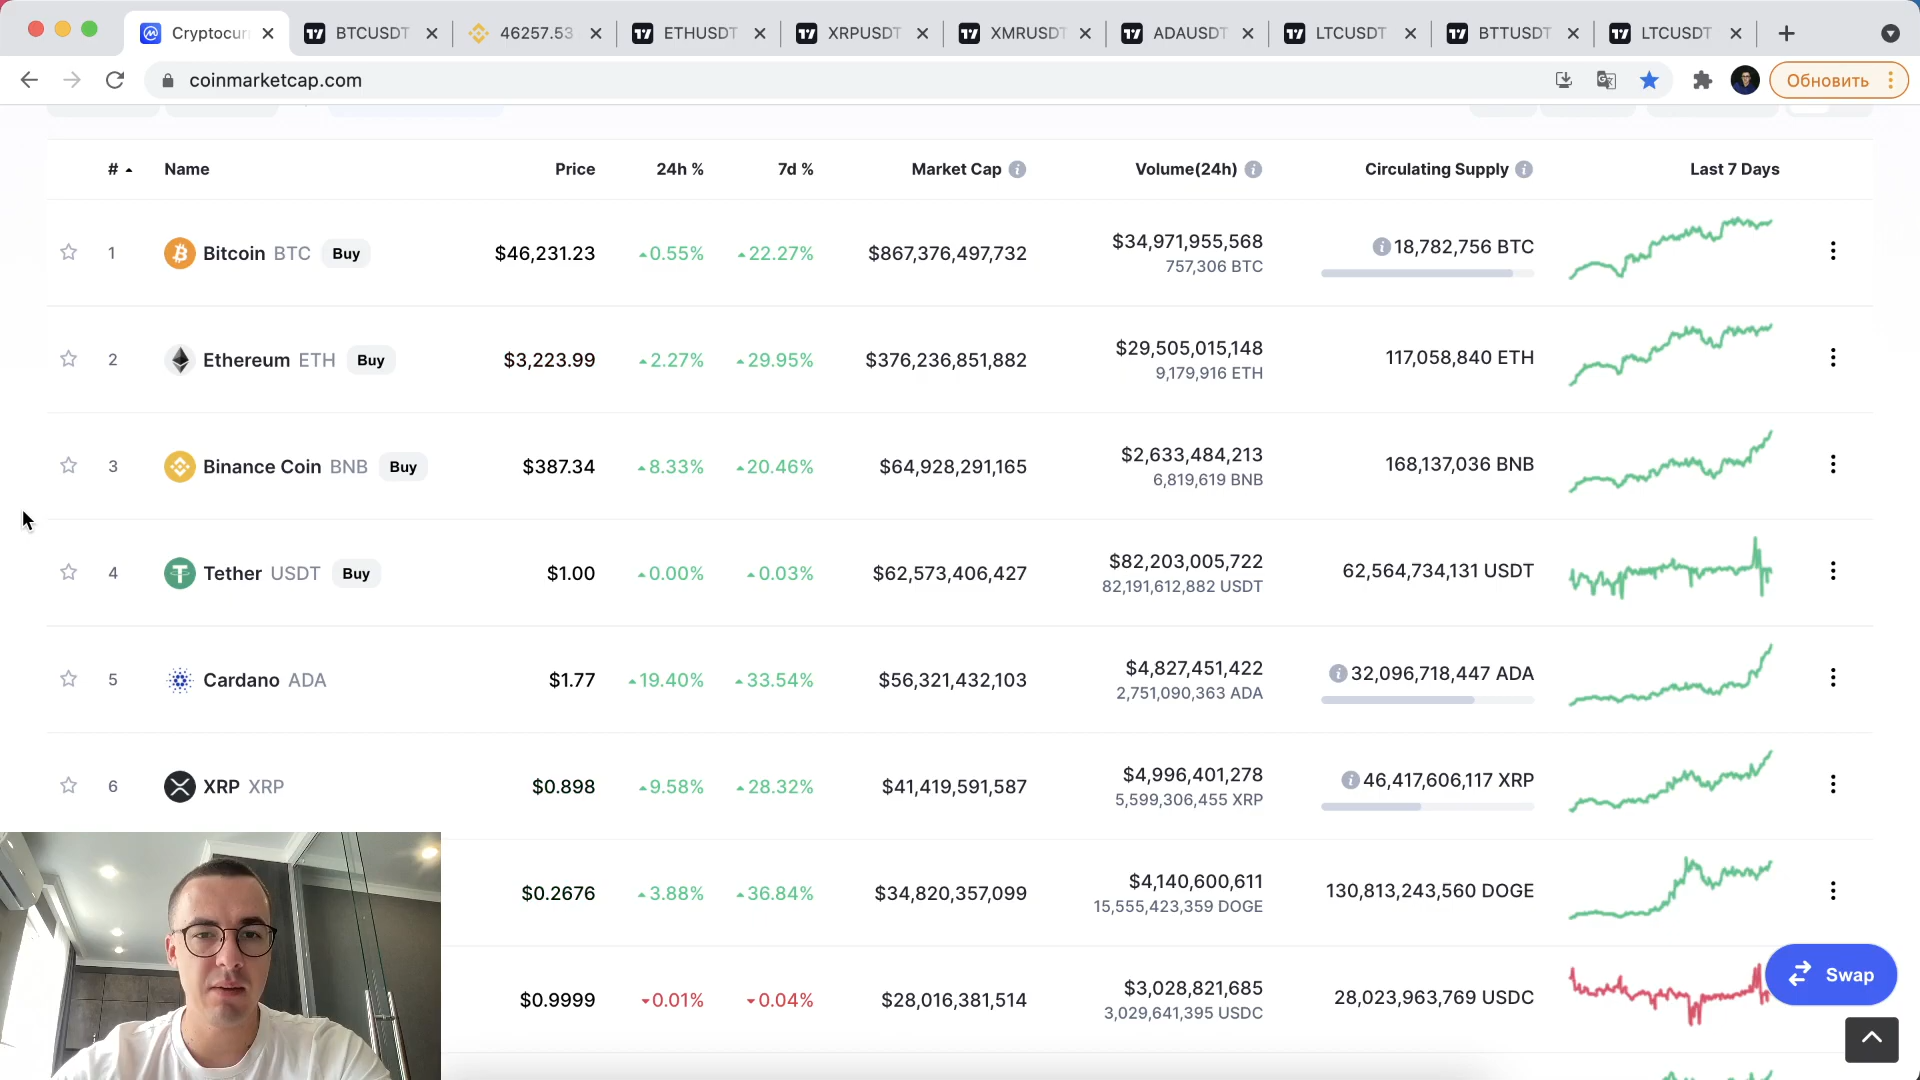 Cryptocur
BTCUSDT
46257.53
ETHUSDT
XRPUSDT
XMRUSDT
ADAUSDT
LTCUSDT
BTTUSDT
LTCUSDT
coinmarketcap.com
Обновить
# Name Price 24h % 7d % Market Cap Volume(24h) Circulating Supply Last 7 Days
1 Bitcoin BTC Buy $46,231.23 0.55% 22.27% $867,376,497,732 $34,971,955,568 18,782,756 BTC
757,306 BTC
2 Ethereum ETH Buy $3,223.99 2.27% 29.95% $376,236,851,882 $29,505,015,148 117,058,840 ETH
9,179,916 ETH
3 Binance Coin BNB Buy $387.34 8.33% 20.46% $64,928,291,165 $2,633,484,213 168,137,036 BNB
6,819,619 BNB
4 Tether USDT Buy $1.00 0.00% 0.03% $62,573,406,427 $82,203,005,722 62,564,734,131 USDT
82,191,612,882 USDT
5 Cardano ADA $1.77 19.40% 33.54% $56,321,432,103 $4,827,451,422 32,096,718,447 ADA
2,751,090,363 ADA
6 XRP XRP $0.898 9.58% 28.32% $41,419,591,587 $4,996,401,278 46,417,606,117 XRP
5,599,306,455 XRP
$0.2676 3.88% 36.84% $34,820,357,099 $4,140,600,611 130,813,243,560 DOGE
15,555,423,359 DOGE
$0.9999 0.01% 0.04% $28,016,381,514 $3,028,821,685 28,023,963,769 USDC
3,029,641,395 USDC
Swap